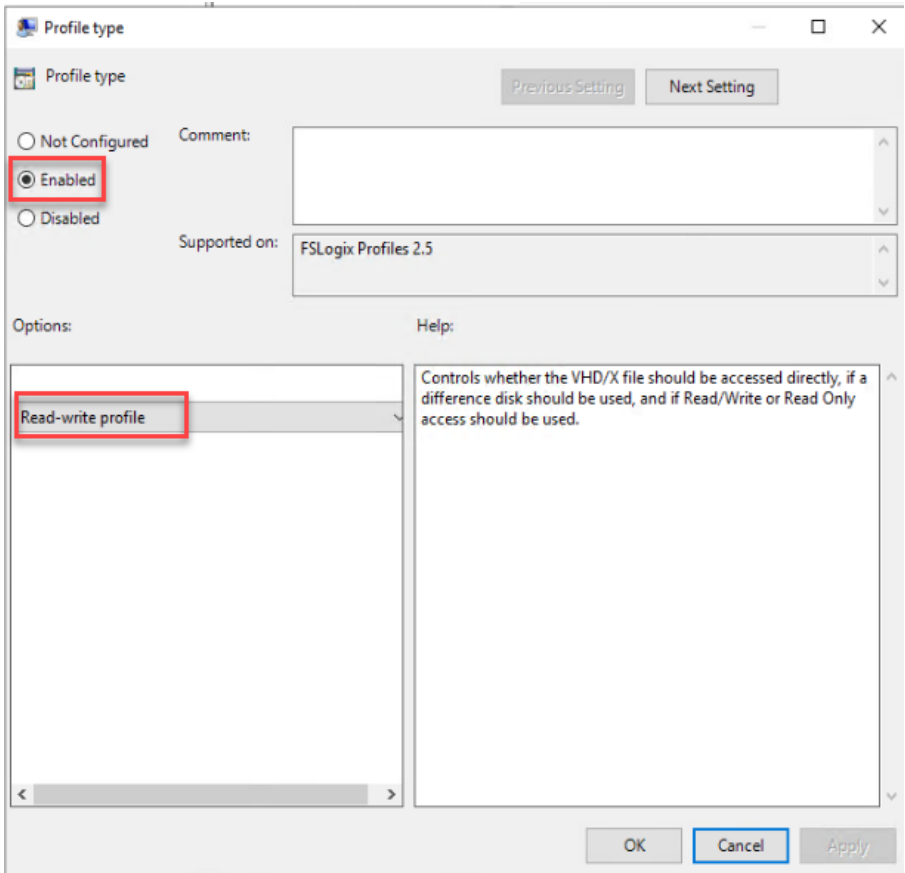 Profile type
Profile type
Previous Setting
Next Setting
Not Configured
Comment:
Enabled
Disabled
Supported on:
FSLogix Profiles 2.5
Options:
Help:
Read-write profile
Controls whether the VHD/X file should be accessed directly, if a
difference disk should be used, and if Read/Write or Read Only
access should be used.
OK
Cancel
Apply